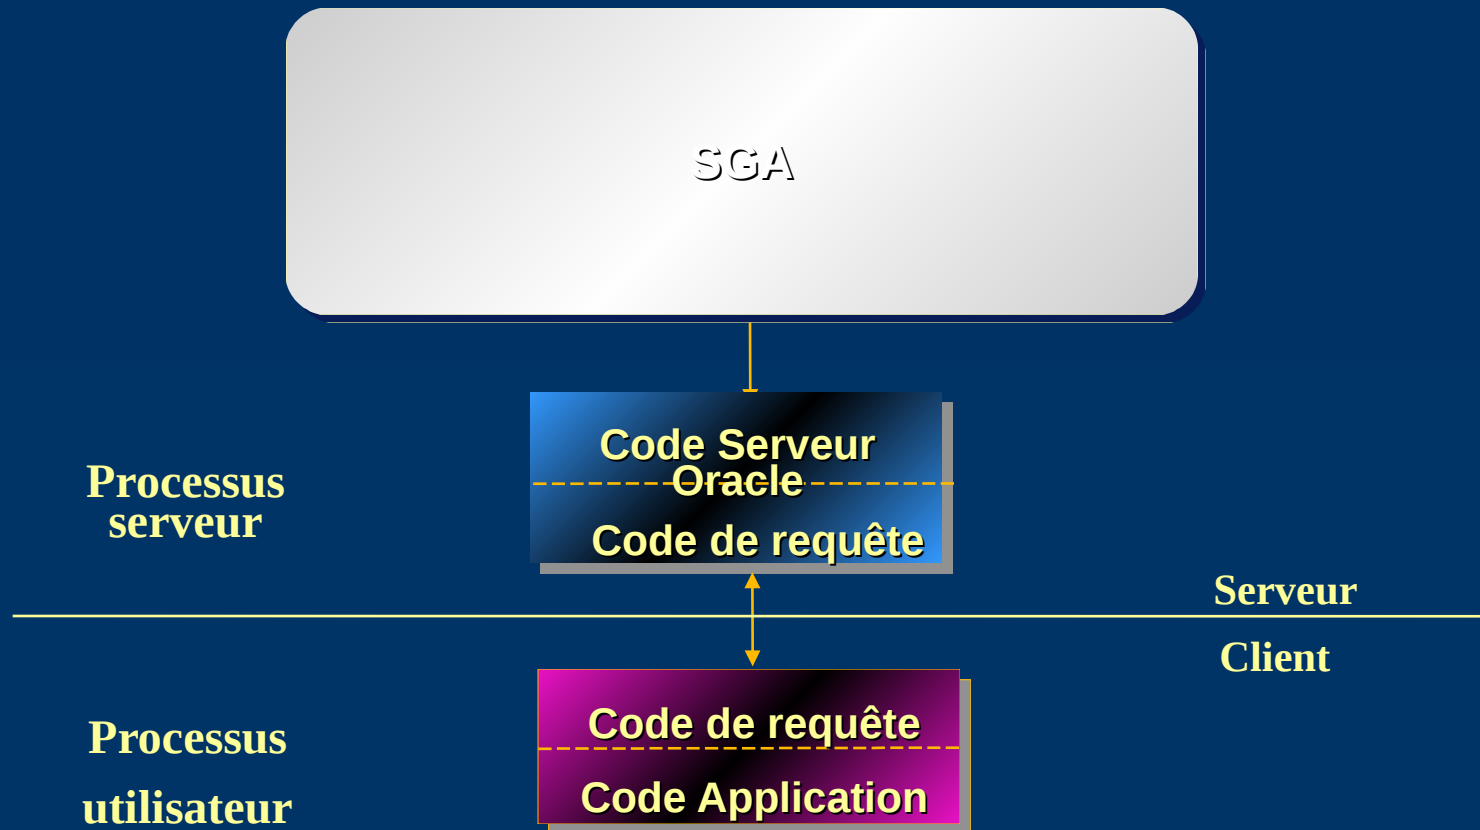 SGA
Code Serveur
Oracle
Processus
serveur
Code de requête
Serveur
Client
Code de requête
Processus
Code Application
utilisateur